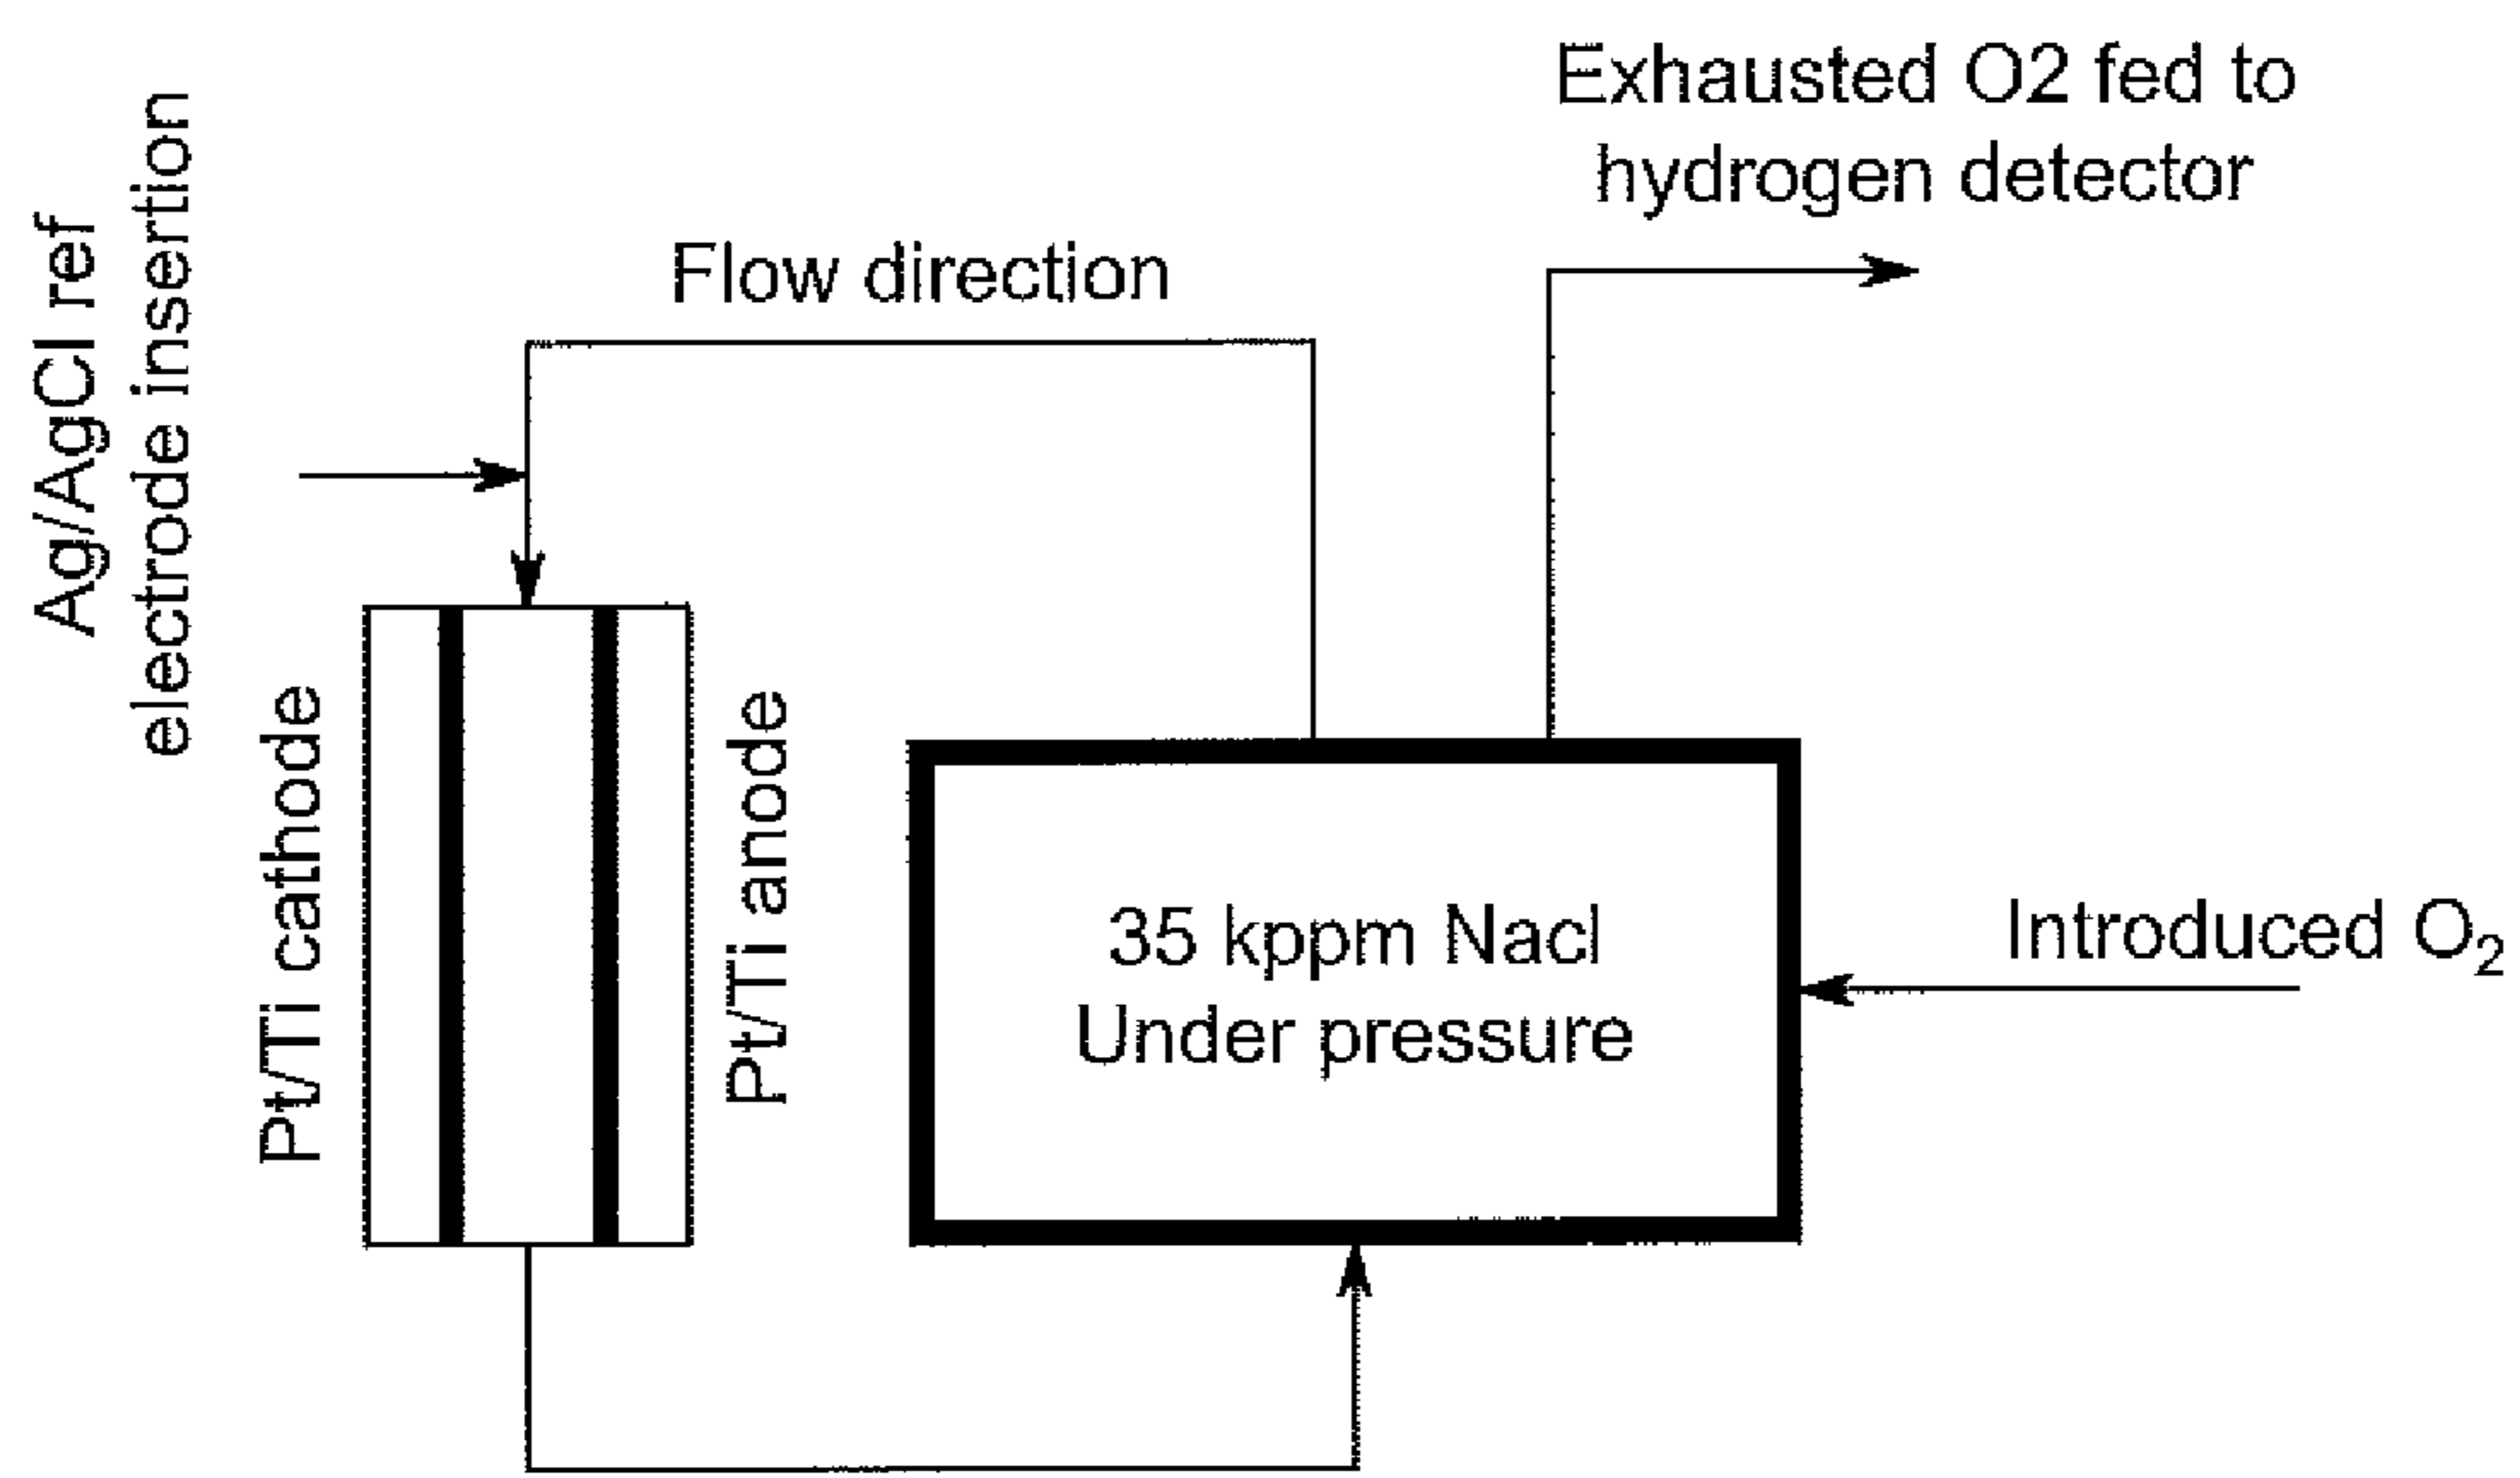 Exhausted O2 fed to
hydrogen detector
Ag/AgCl ref
electrode insertion
Flow direction
Pt/Ti cathode
Pt/Ti anode
35 kppm Nacl
Under pressure
Introduced O₂